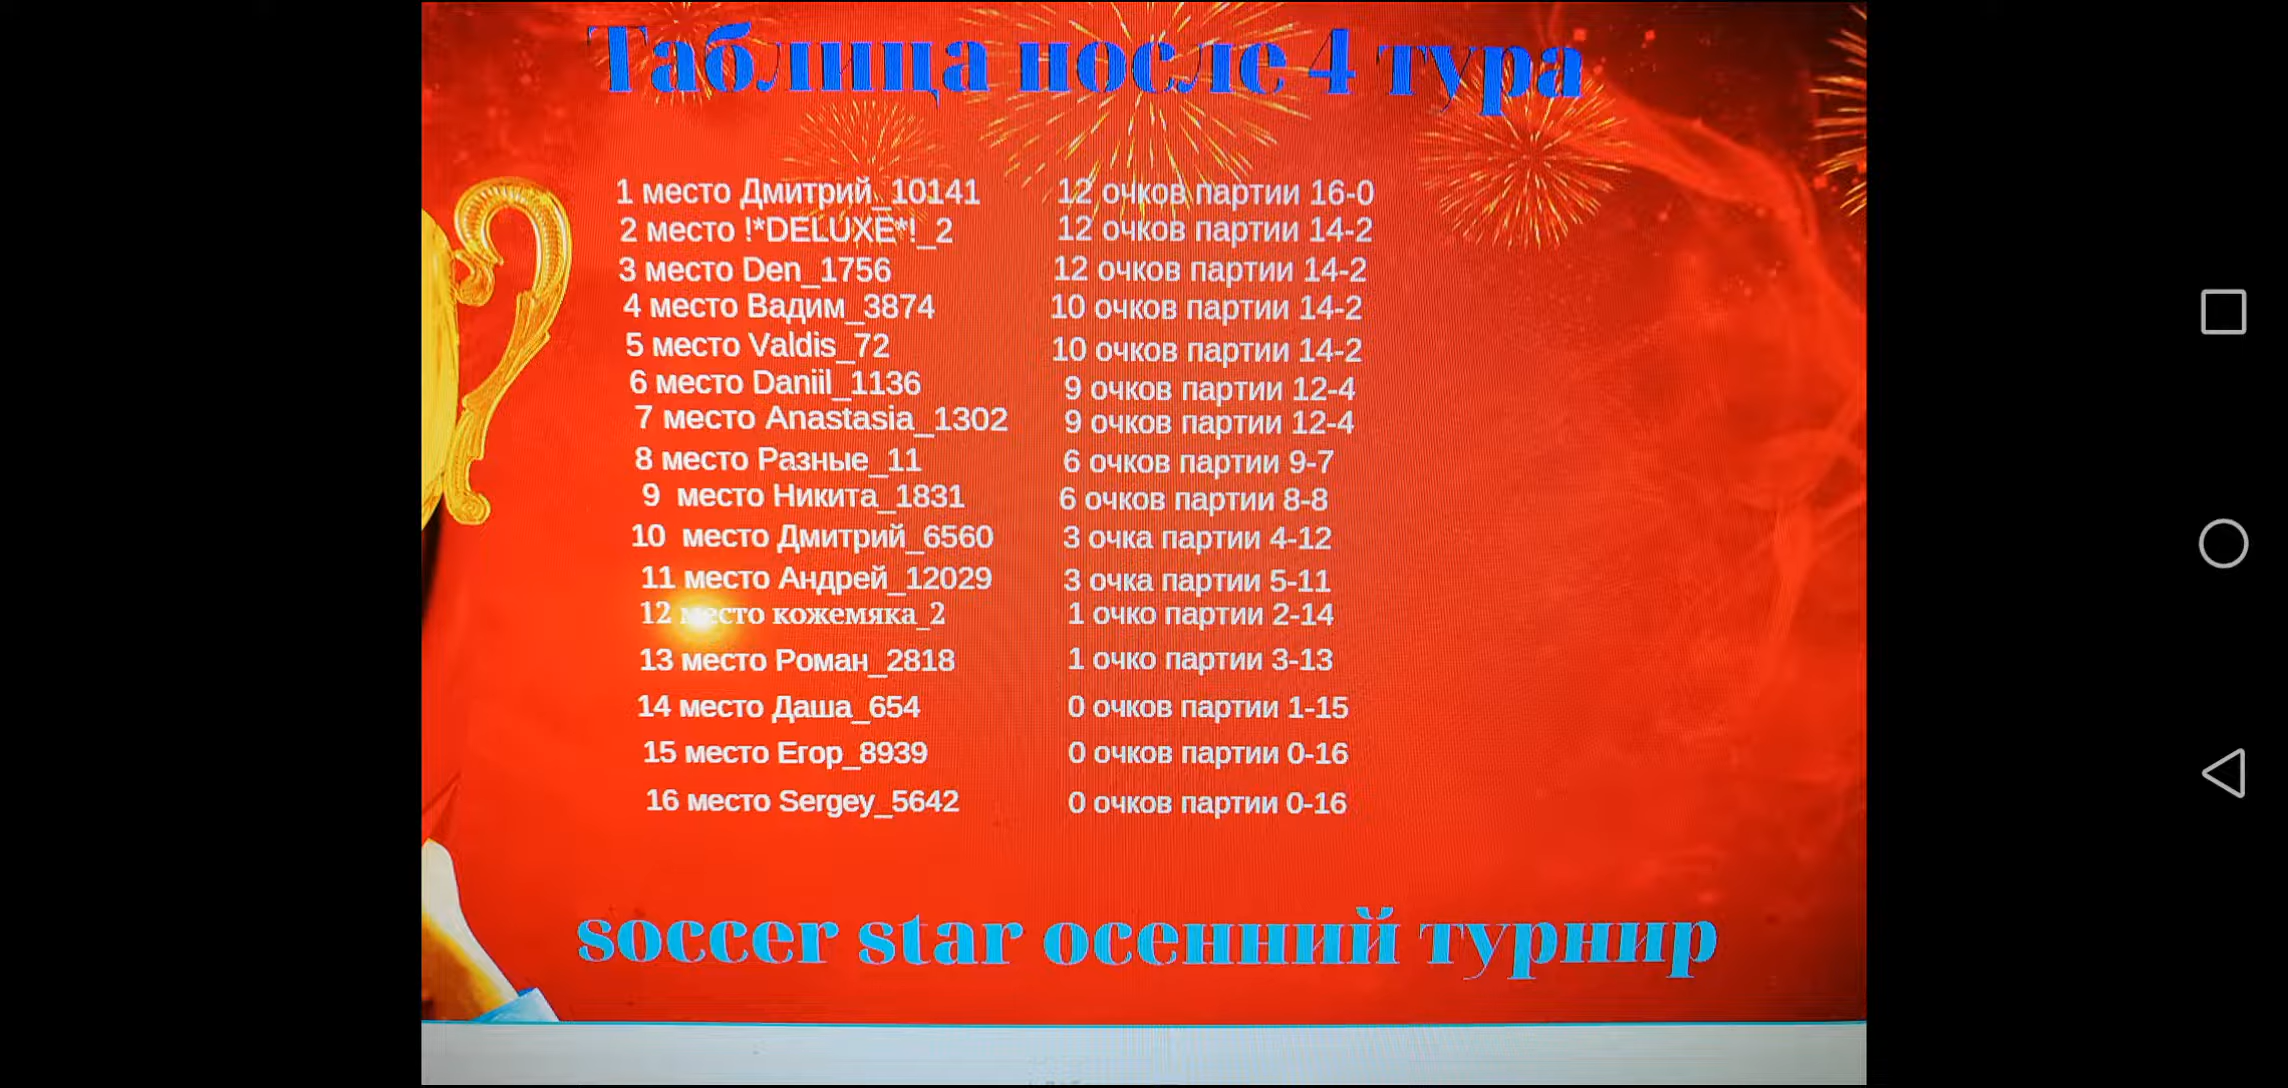 Таблица после 4 тура
1 место Дмитрий_10141 12 очков партии 16-0
2 место !*DELUXE*!_2 12 очков партии 14-2
3 место Den_1756 12 очков партии 14-2
4 место Вадим_3874 10 очков партии 14-2
5 место Valdis_72 10 очков партии 14-2
6 место Daniil_1136 9 очков партии 12-4
7 место Anastasia_1302 9 очков партии 12-4
8 место Разные_11 6 очков партии 9-7
9 место Никита_1831 6 очков партии 8-8
10 место Дмитрий_6560 3 очка партии 4-12
11 место Андрей_12029 3 очка партии 5-11
12 место кожемяка_2 1 очко партии 2-14
13 место Роман_2818 1 очко партии 3-13
14 место Даша_654 0 очков партии 1-15
15 место Егор_8939 0 очков партии 0-16
16 место Sergey_5642 0 очков партии 0-16
soccer star осенний турнир